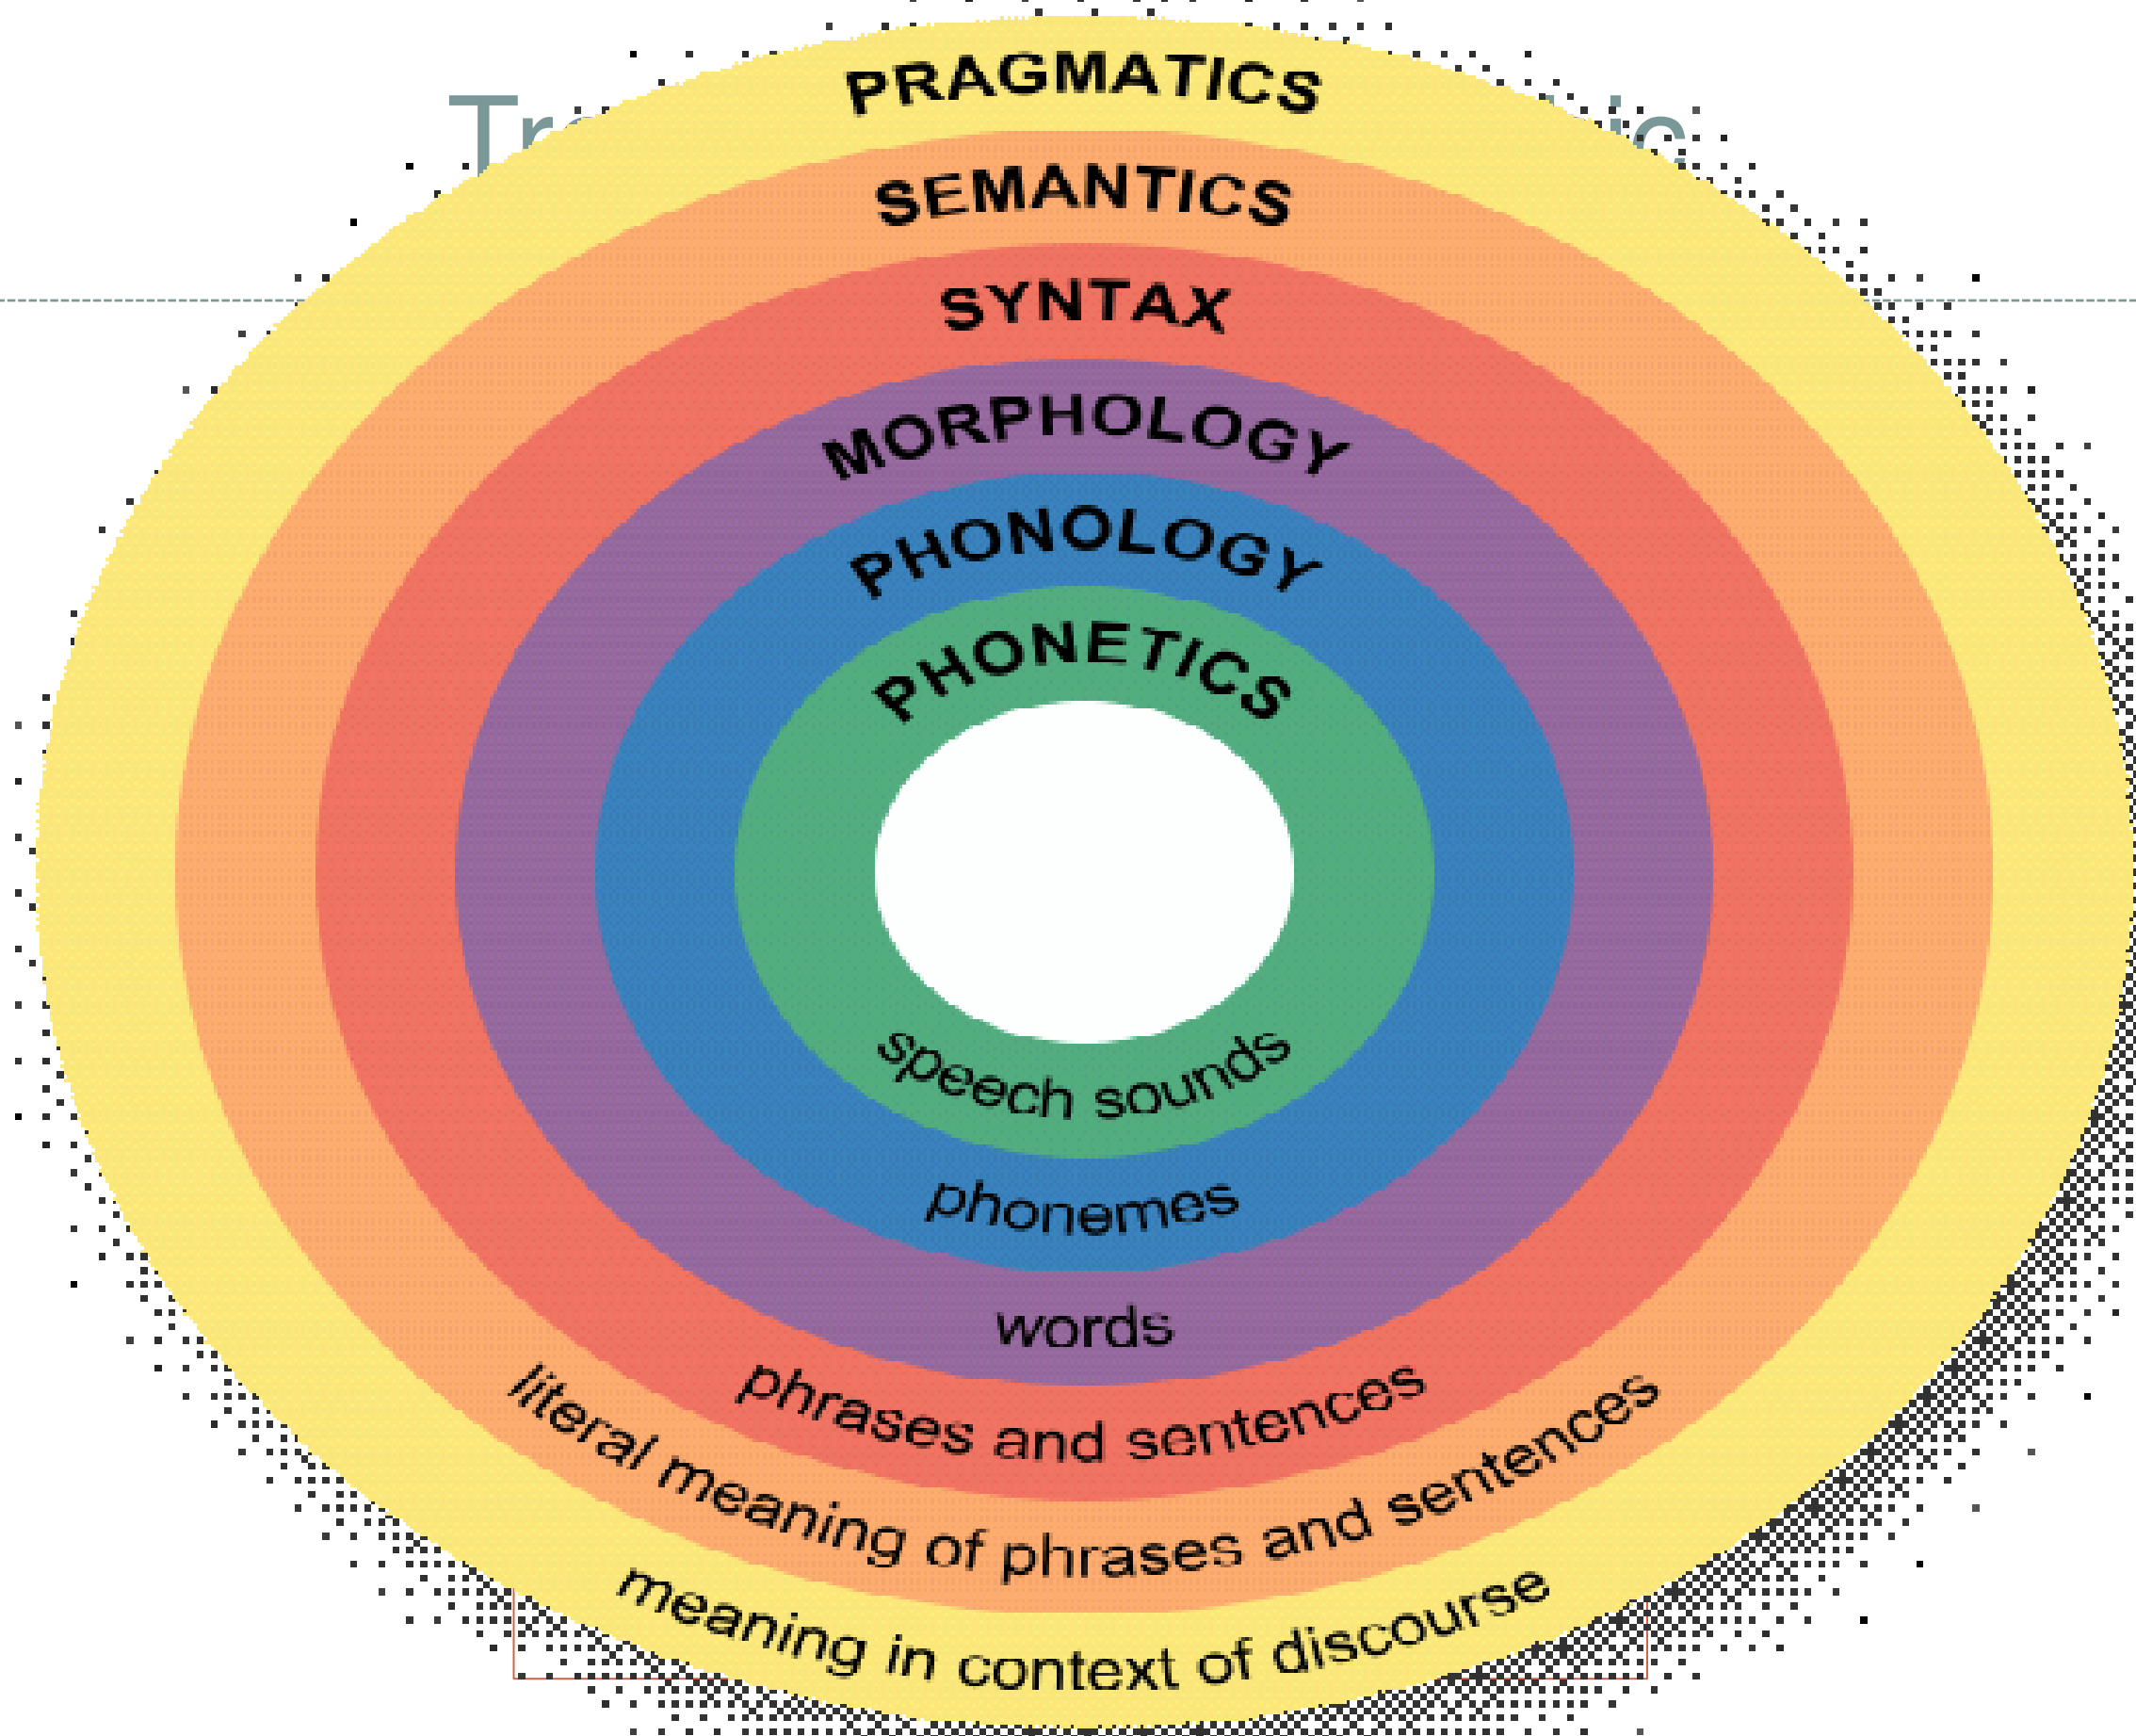 PRAGMATICS
SEMANTICS
SYNTAX
MORPHOLOGY
PHONOLOGY
PHONETICS
speech sounds
phonemes
words
phrases and sentences
literal meaning of phrases and sentences
meaning in context of discourse